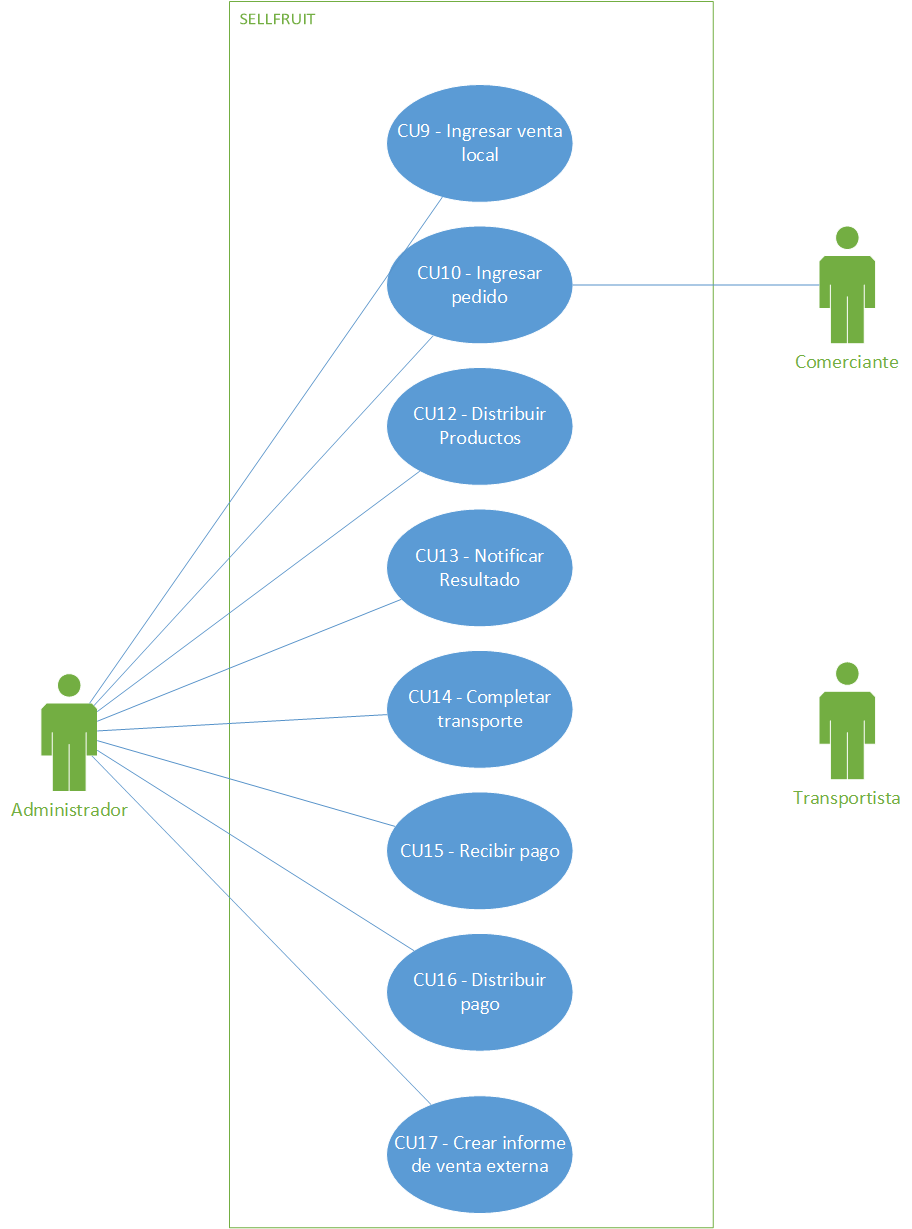 SELLFRUIT
CU9 - Ingresar venta
local
CU10 - Ingresar
pedido
Comerciante
CU12 - Distribuir
Productos
CU13 - Notificar
Resultado
CU14 - Completar
transporte
Transportista
Administrador
CU15 - Recibir pago
CU16 - Distribuir
pago
CU17 - Crear informe
de venta externa